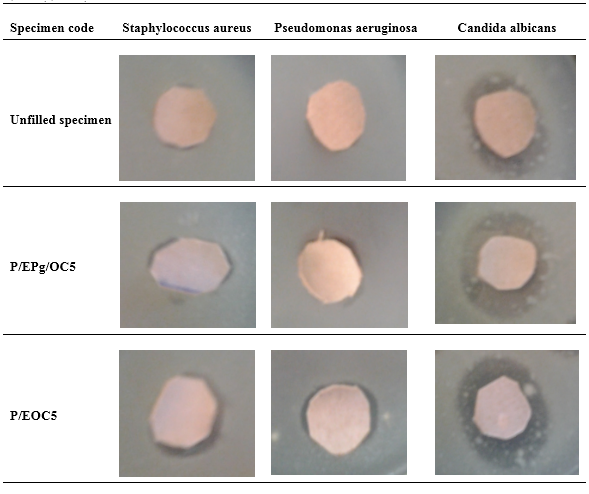 Specimen code Staphylococcus aureus Pseudomonas aeruginosa Candida albicans
Unfilled specimen
P/EPg/OC5
P/EOC5